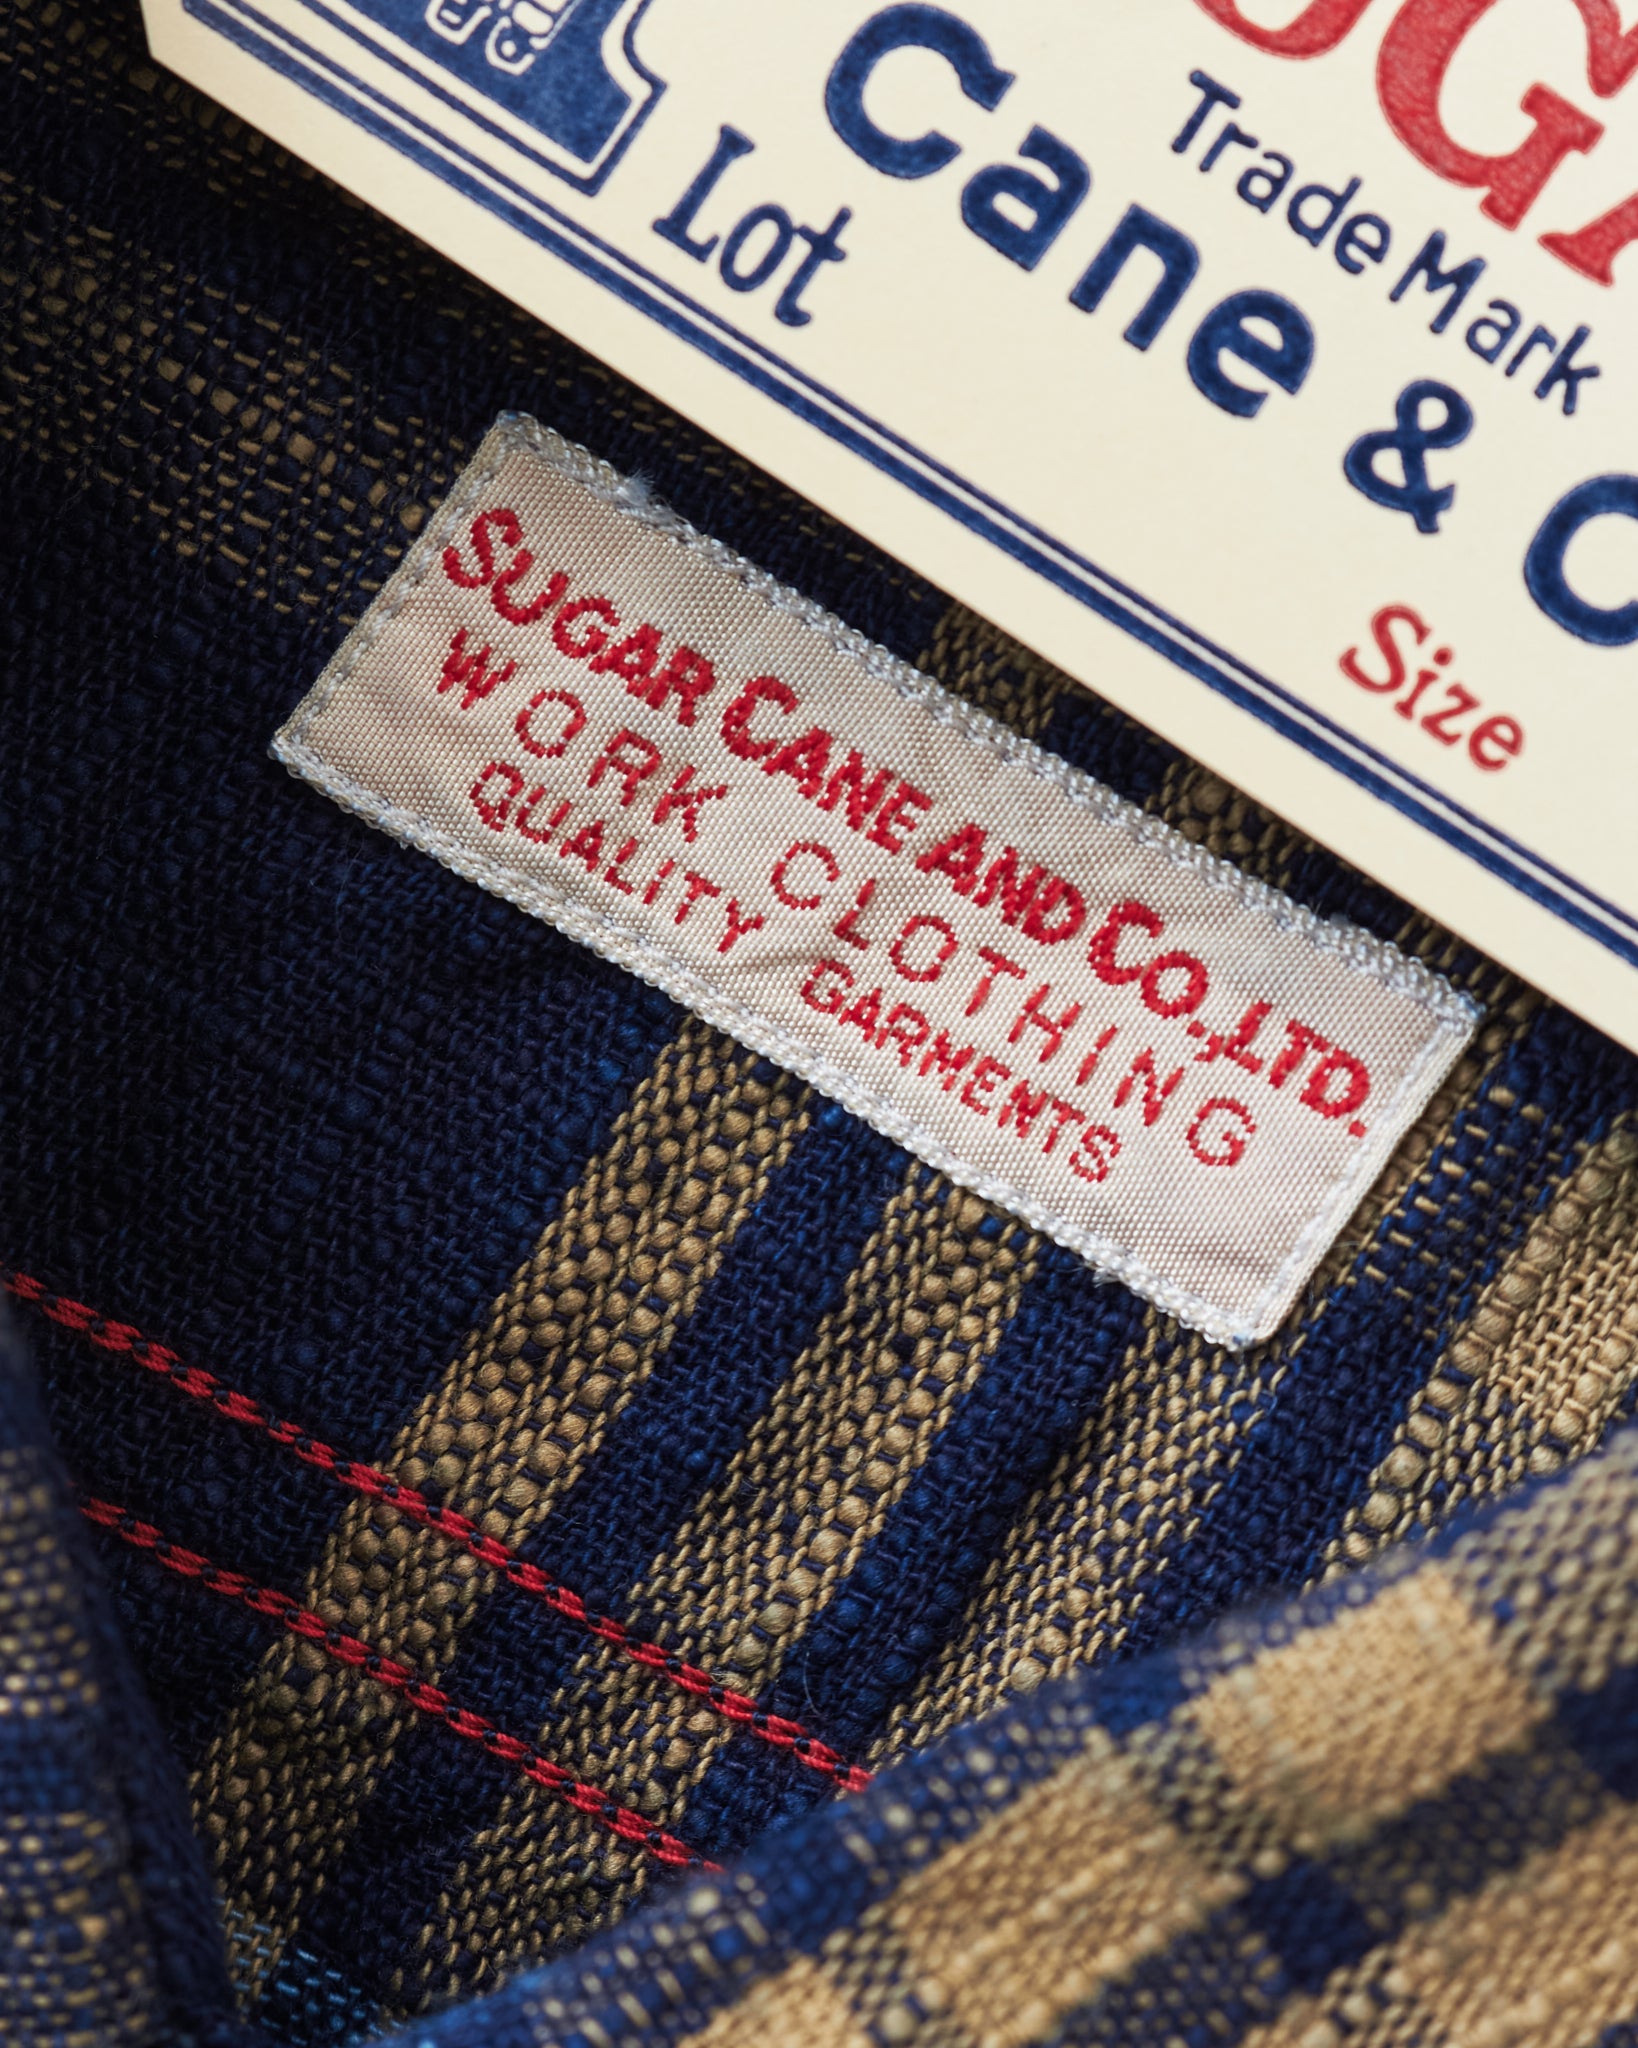 Trade Mark
Cane &
Lot
Size
SUGAR CANE AND CO.,LTD.
WORK CLOTHING
QUALITY GARMENTS